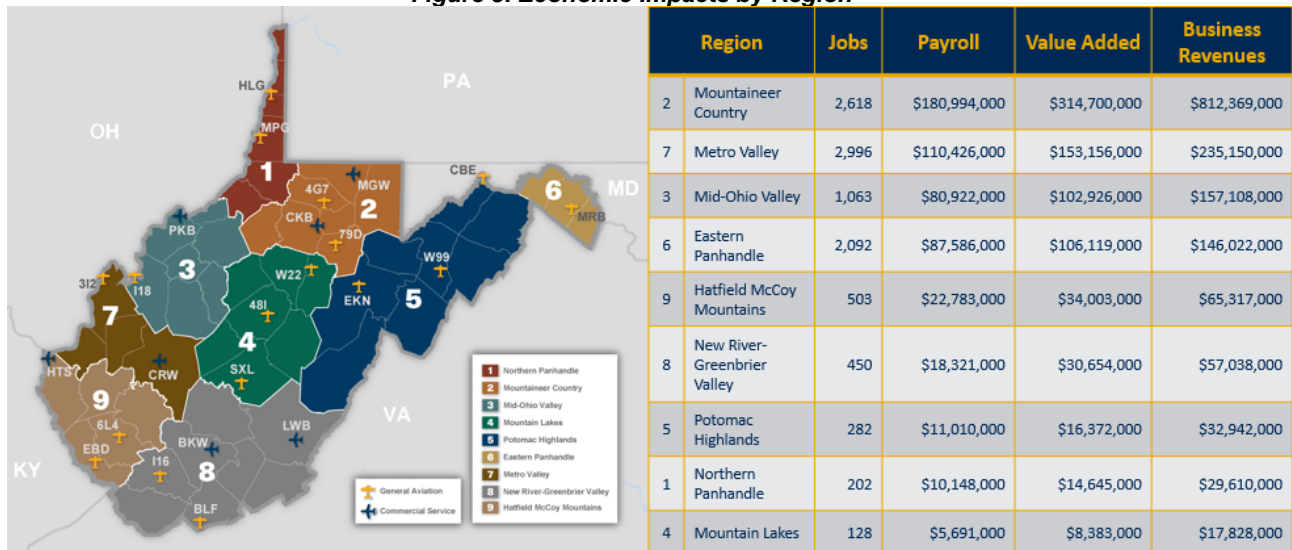 Figure 3. Economic Impacts by Region
HLG
PA
OH
MPG
CBE
1
4G7
MGW
6
MD
CKB
2
MRB
PKB
79D
W99
W22
3
3I2
I18
EKN
5
48I
7
4
HTS
CRW
SXL
9
VA
6L4
LWB
BKW
EBD
KY
I16
8
BLF
1 Northern Panhandle
2 Mountaineer Country
3 Mid-Ohio Valley
4 Mountain Lakes
5 Potomac Highlands
6 Eastern Panhandle
7 Metro Valley
8 New River-Greenbrier Valley
9 Hatfield McCoy Mountains
General Aviation
Commercial Service
Region Jobs Payroll Value Added Business
Revenues
2 Mountaineer
Country 2,618 $180,994,000 $314,700,000 $812,369,000
7 Metro Valley 2,996 $110,426,000 $153,156,000 $235,150,000
3 Mid-Ohio Valley 1,063 $80,922,000 $102,926,000 $157,108,000
6 Eastern
Panhandle 2,092 $87,586,000 $106,119,000 $146,022,000
9 Hatfield McCoy
Mountains 503 $22,783,000 $34,003,000 $65,317,000
8 New River-
Greenbrier
Valley 450 $18,321,000 $30,654,000 $57,038,000
5 Potomac
Highlands 282 $11,010,000 $16,372,000 $32,942,000
1 Northern
Panhandle 202 $10,148,000 $14,645,000 $29,610,000
4 Mountain Lakes 128 $5,691,000 $8,383,000 $17,828,000